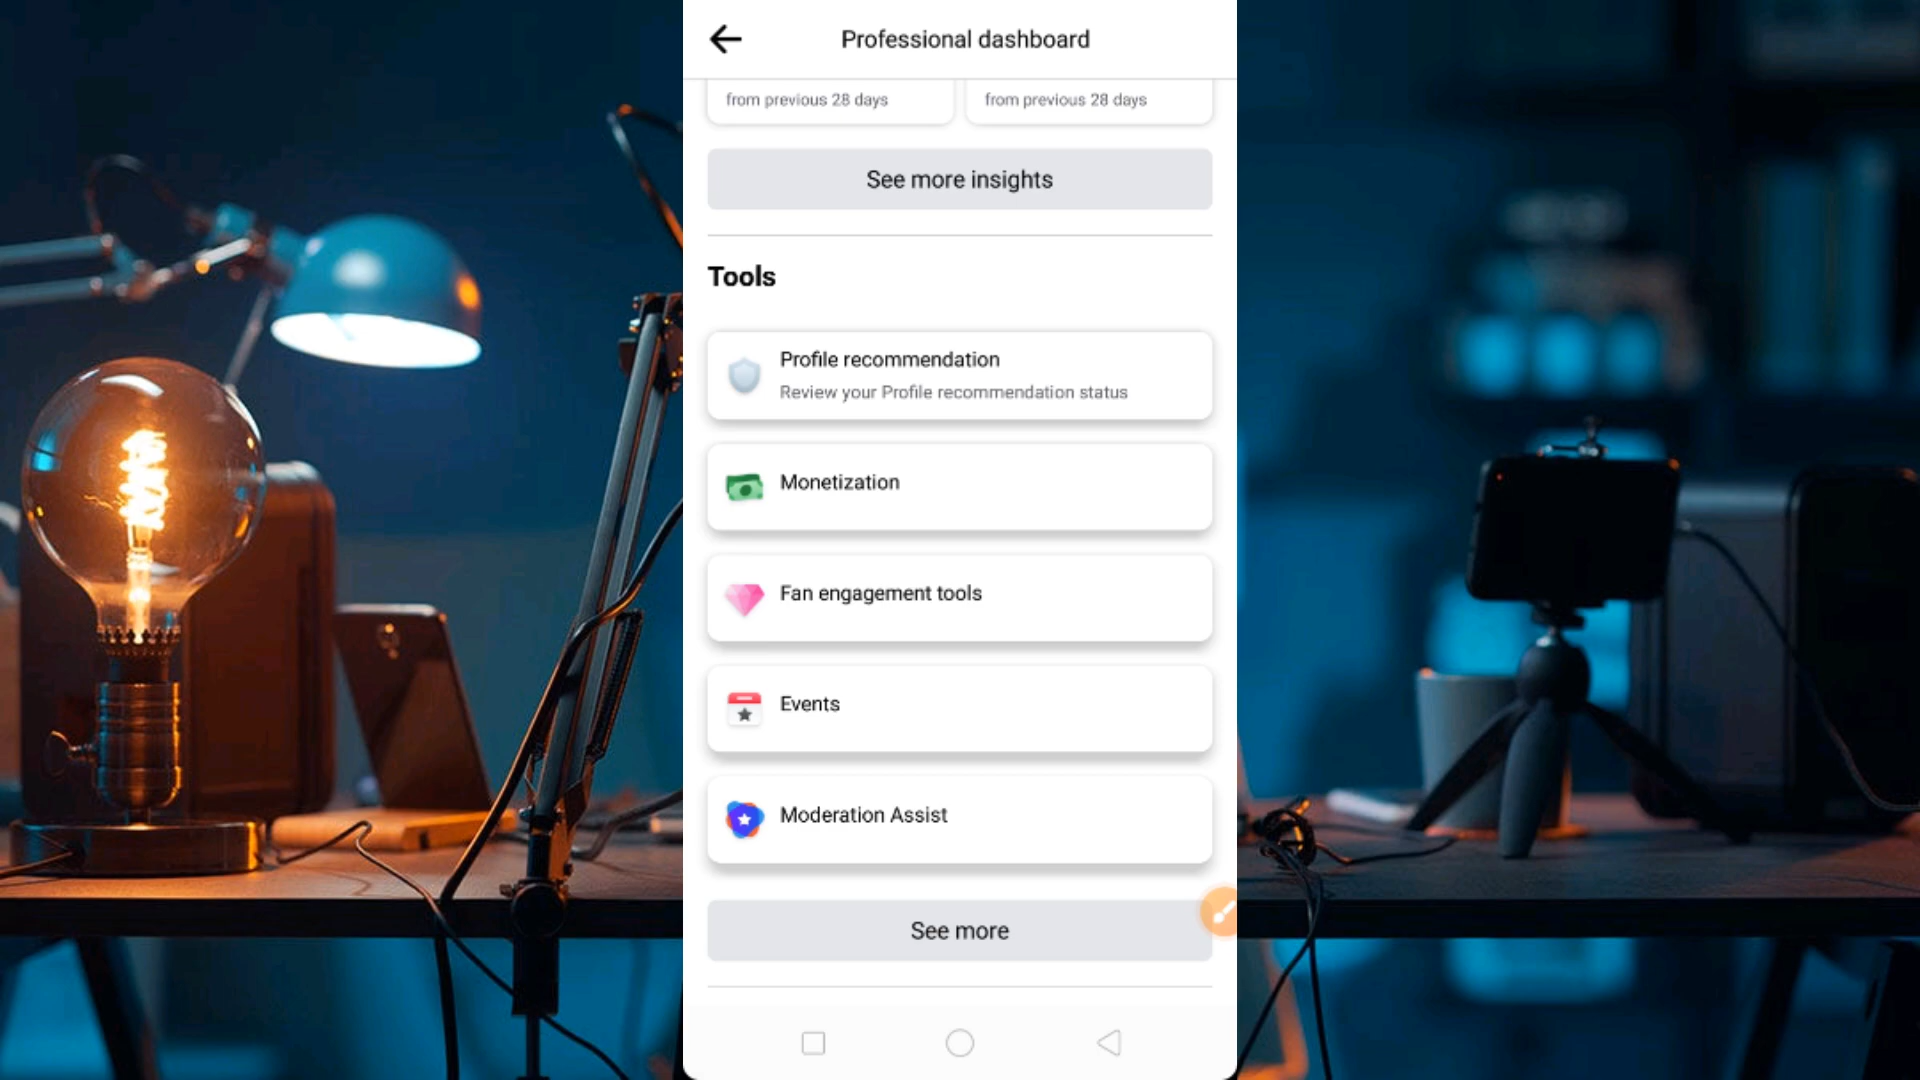 Professional dashboard
from previous 28 days
from previous 28 days
See more insights
Tools
Profile recommendation
Review your Profile recommendation status
Monetization
Fan engagement tools
Events
Moderation Assist
See more